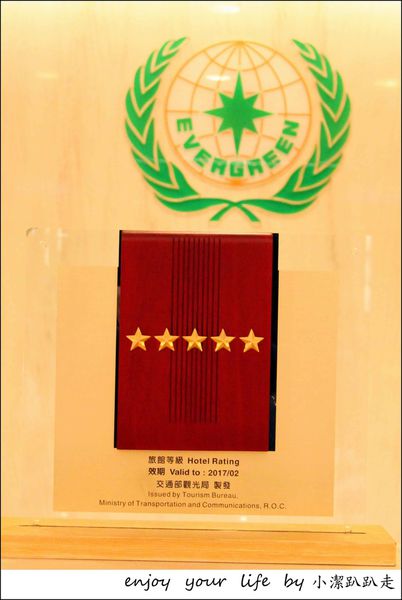 EVERGREEN
旅館等級 Hotel Rating
效期 Valid to : 2017/02
交通部觀光局 製發
Issued by Tourism Bureau,
Ministry of Transportation and Communications, R.O.C.
enjoy your life by 小潔趴趴走